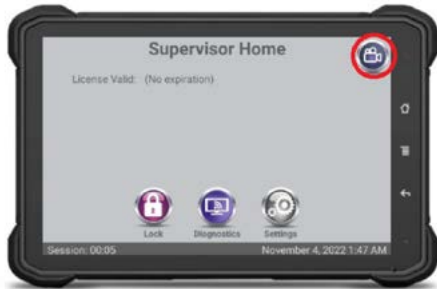 Supervisor Home
License Valid: (No expiration)
Lock
Diagnostics
Settings
Session: 00:05
November 4, 2022 1:47 AM